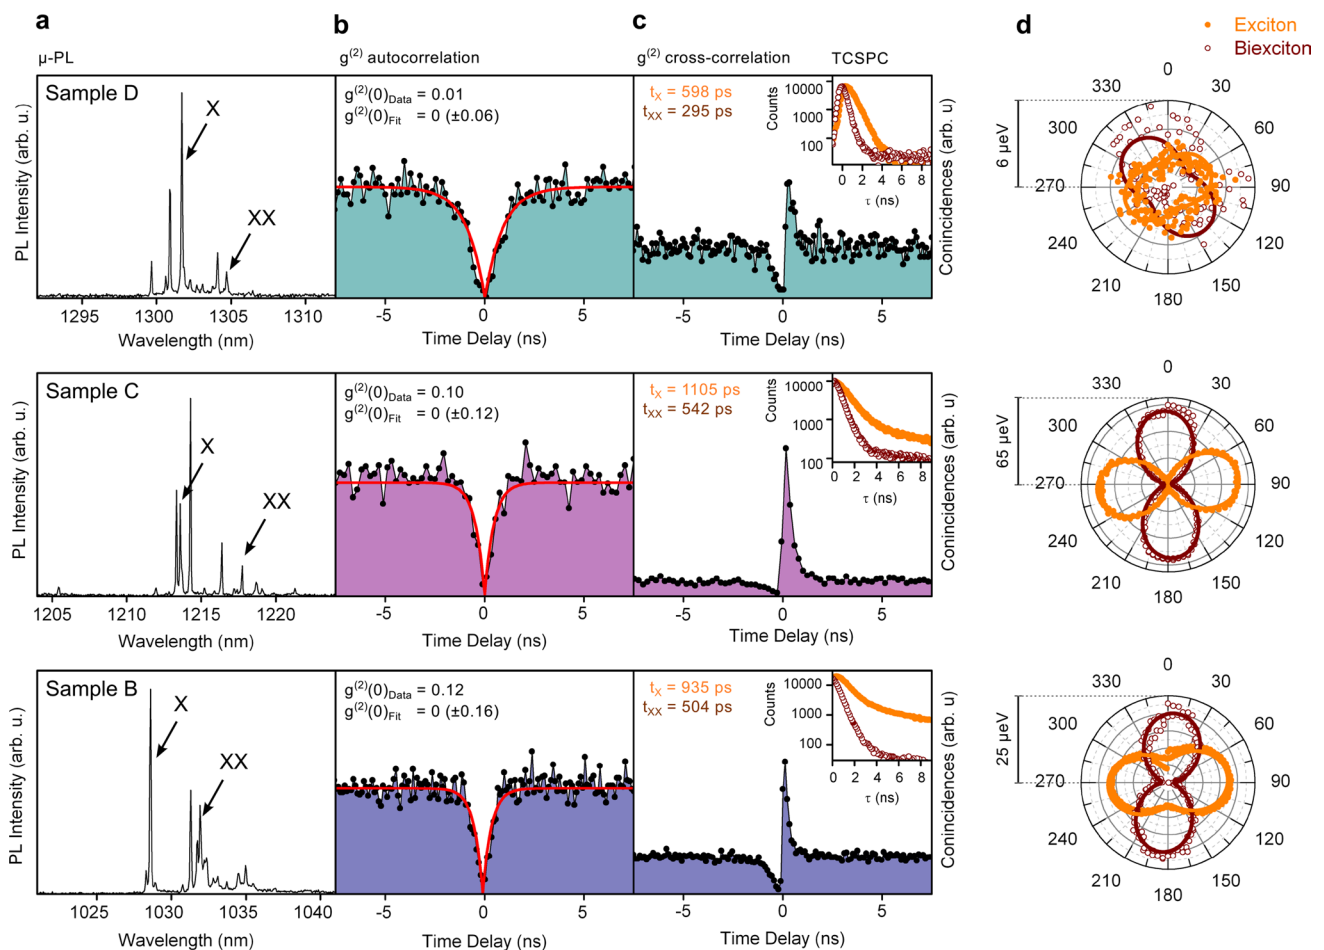 a
b
c
d
Exciton
Biexciton
μ-PL
g(2) autocorrelation
g(2) cross-correlation
TCSPC
Sample D
X
XX
PL Intensity (arb. u.)
1295
1300
1305
1310
Wavelength (nm)
g(2)(0)Data = 0.01
g(2)(0)Fit = 0 (±0.06)
-5
0
5
Time Delay (ns)
tX = 598 ps
tXX = 295 ps
-5
0
5
Time Delay (ns)
Conincidences (arb. u)
Counts
10000
1000
100
0
2
4
6
8
τ (ns)
6 μeV
0
30
60
90
120
150
180
210
240
270
300
330
Sample C
X
XX
PL Intensity (arb. u.)
1205
1210
1215
1220
Wavelength (nm)
g(2)(0)Data = 0.10
g(2)(0)Fit = 0 (±0.12)
-5
0
5
Time Delay (ns)
tX = 1105 ps
tXX = 542 ps
-5
0
5
Time Delay (ns)
Conincidences (arb. u)
Counts
10000
1000
100
0
2
4
6
8
τ (ns)
65 μeV
0
30
60
90
120
150
180
210
240
270
300
330
Sample B
X
XX
PL Intensity (arb. u.)
1025
1030
1035
1040
Wavelength (nm)
g(2)(0)Data = 0.12
g(2)(0)Fit = 0 (±0.16)
-5
0
5
Time Delay (ns)
tX = 935 ps
tXX = 504 ps
-5
0
5
Time Delay (ns)
Conincidences (arb. u)
Counts
10000
1000
100
0
2
4
6
8
τ (ns)
25 μeV
0
30
60
90
120
150
180
210
240
270
300
330